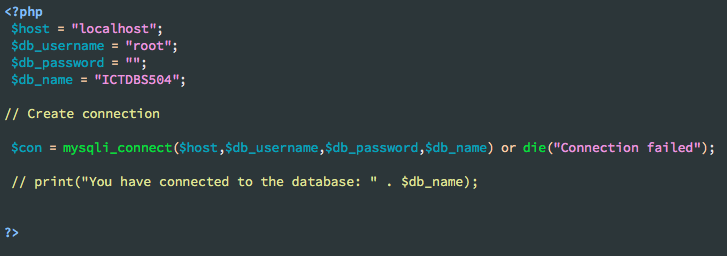 <?php
$host = "localhost";
$db_username = "root";
$db_password = "";
$db_name = "ICTDBS504";
// Create connection
$con = mysqli_connect($host,$db_username,$db_password,$db_name) or die("Connection failed");
// print("You have connected to the database: " . $db_name);
?>